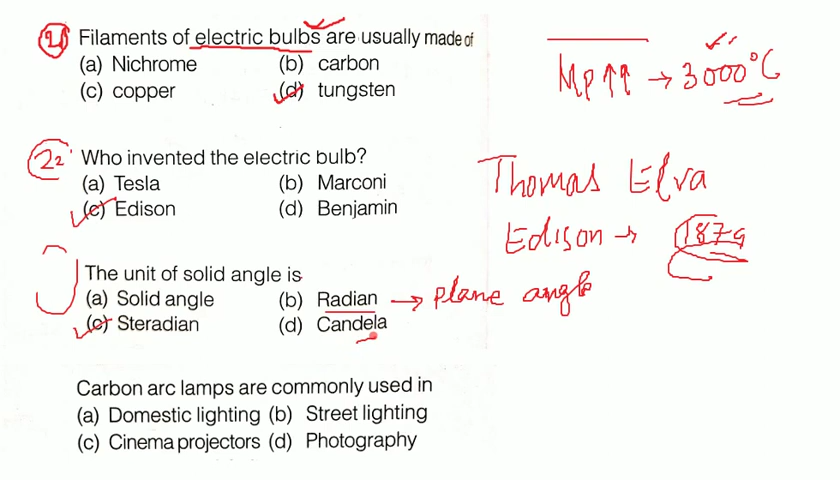 21 Filaments of electric bulbs are usually made of
(a) Nichrome (b) carbon
(c) copper (d) tungsten
MP↑↑ → 3000°C
22 Who invented the electric bulb?
(a) Tesla (b) Marconi
(c) Edison (d) Benjamin
Thomas Elva
Edison → 1879
The unit of solid angle is
(a) Solid angle (b) Radian → plane angle
(c) Steradian (d) Candela
Carbon arc lamps are commonly used in
(a) Domestic lighting (b) Street lighting
(c) Cinema projectors (d) Photography